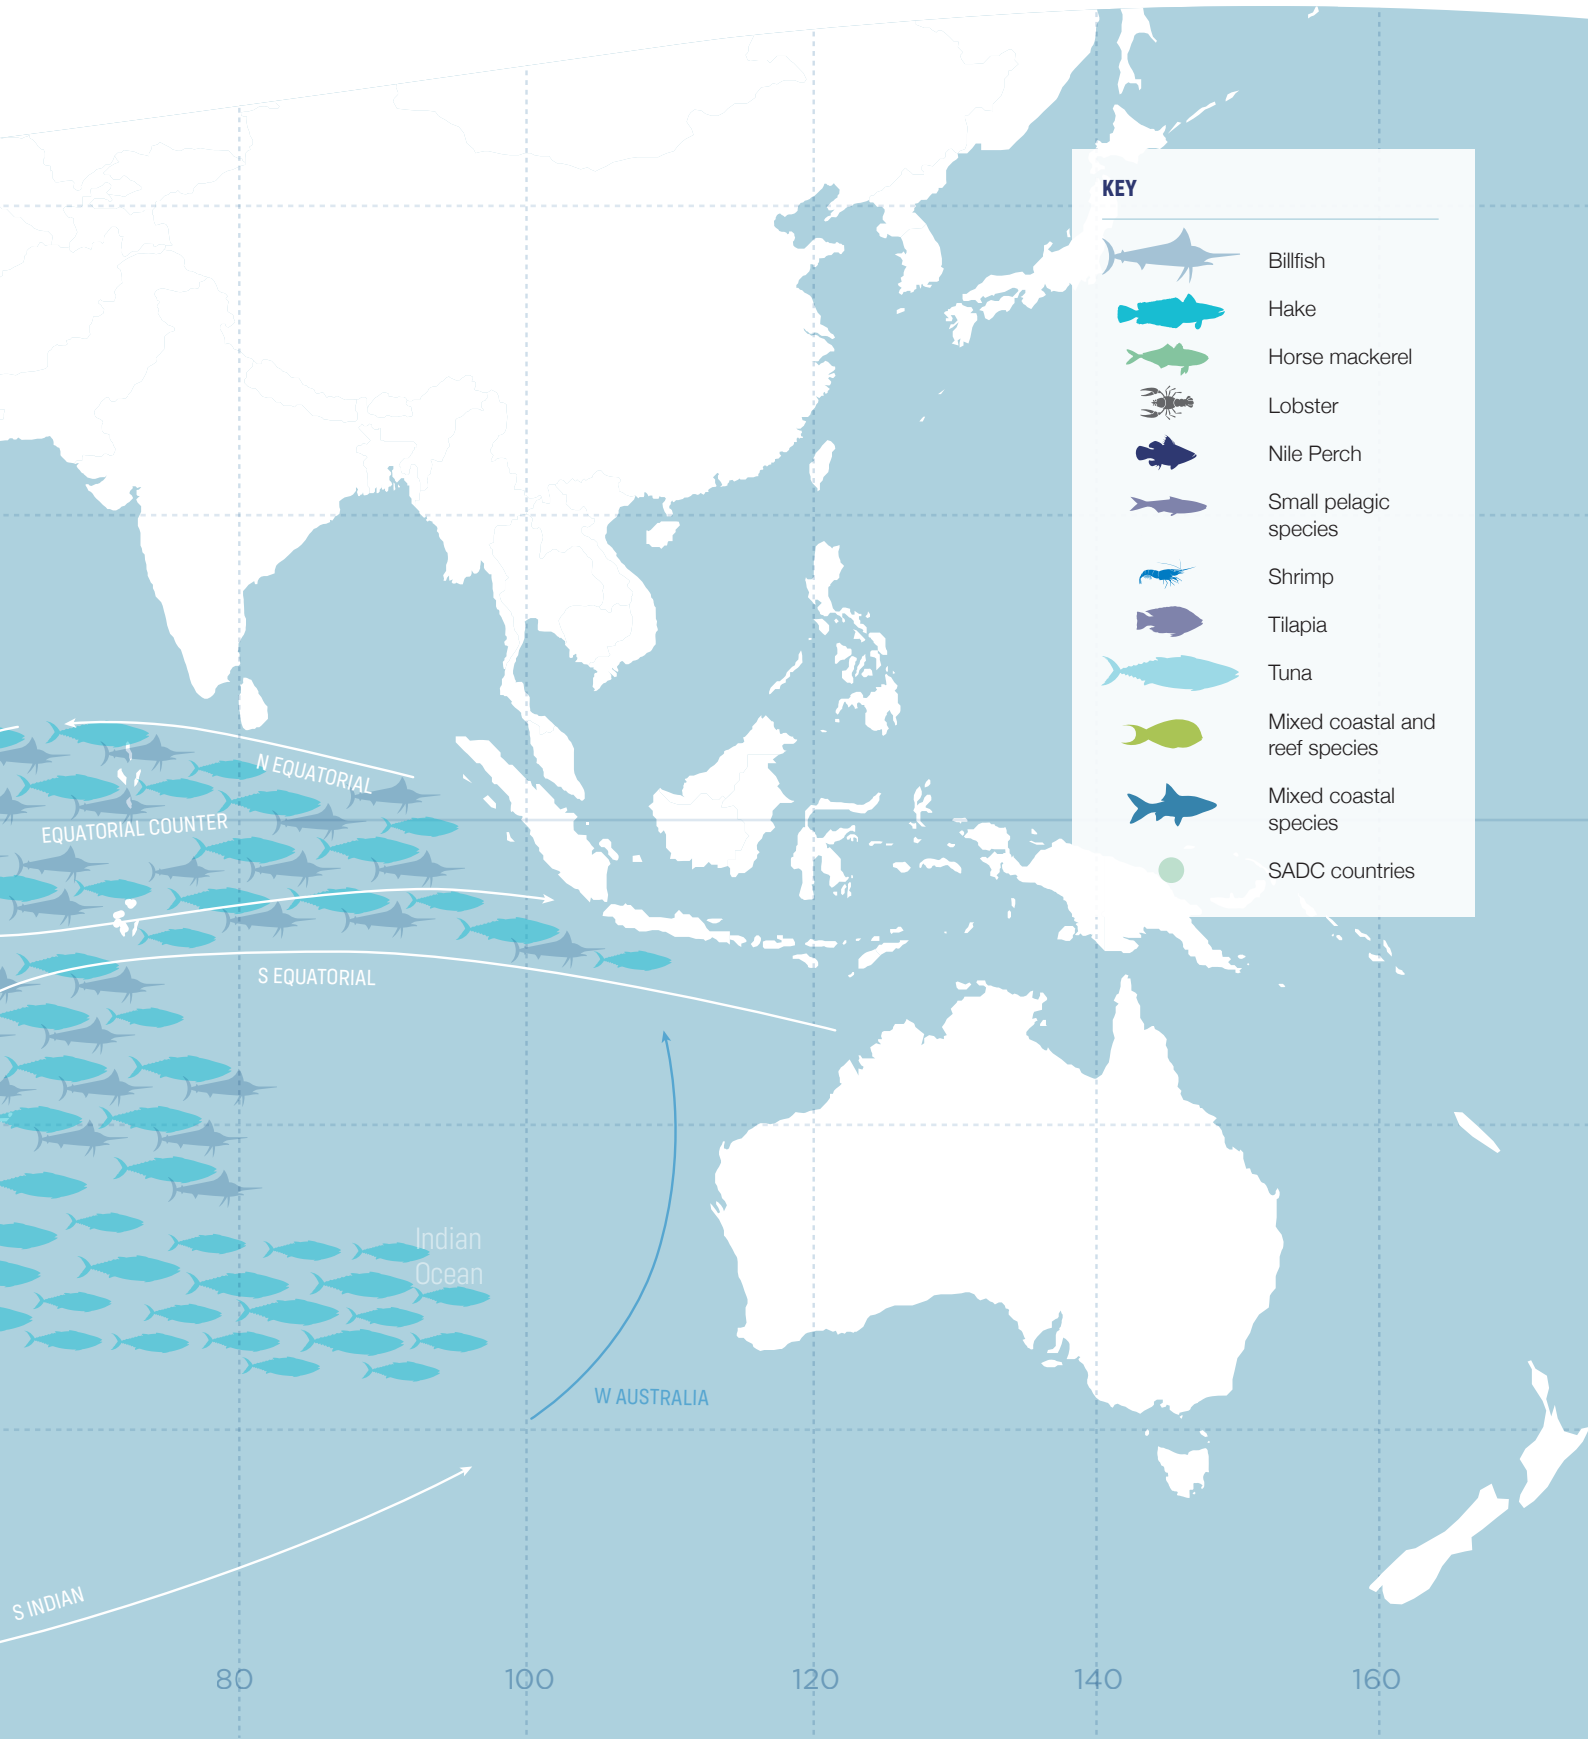 KEY
Billfish
Hake
Horse mackerel
Lobster
Nile Perch
Small pelagic
species
Shrimp
Tilapia
Tuna
Mixed coastal and
reef species
Mixed coastal
species
SADC countries
N EQUATORIAL
EQUATORIAL COUNTER
S EQUATORIAL
Indian
Ocean
W AUSTRALIA
S INDIAN
80
100
120
140
160